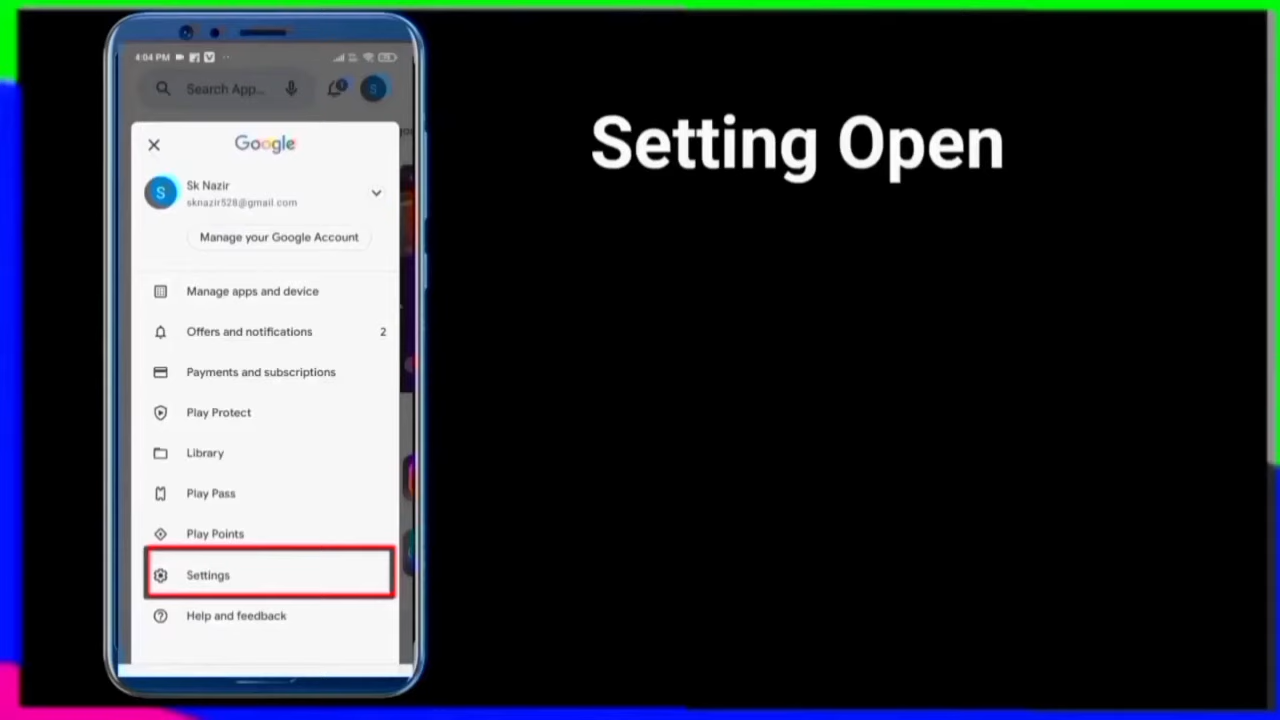 4:04 PM
Search App...
Google
Sk Nazir
sknazir528@gmail.com
Manage your Google Account
Manage apps and device
Offers and notifications 2
Payments and subscriptions
Play Protect
Library
Play Pass
Play Points
Settings
Help and feedback
Setting Open